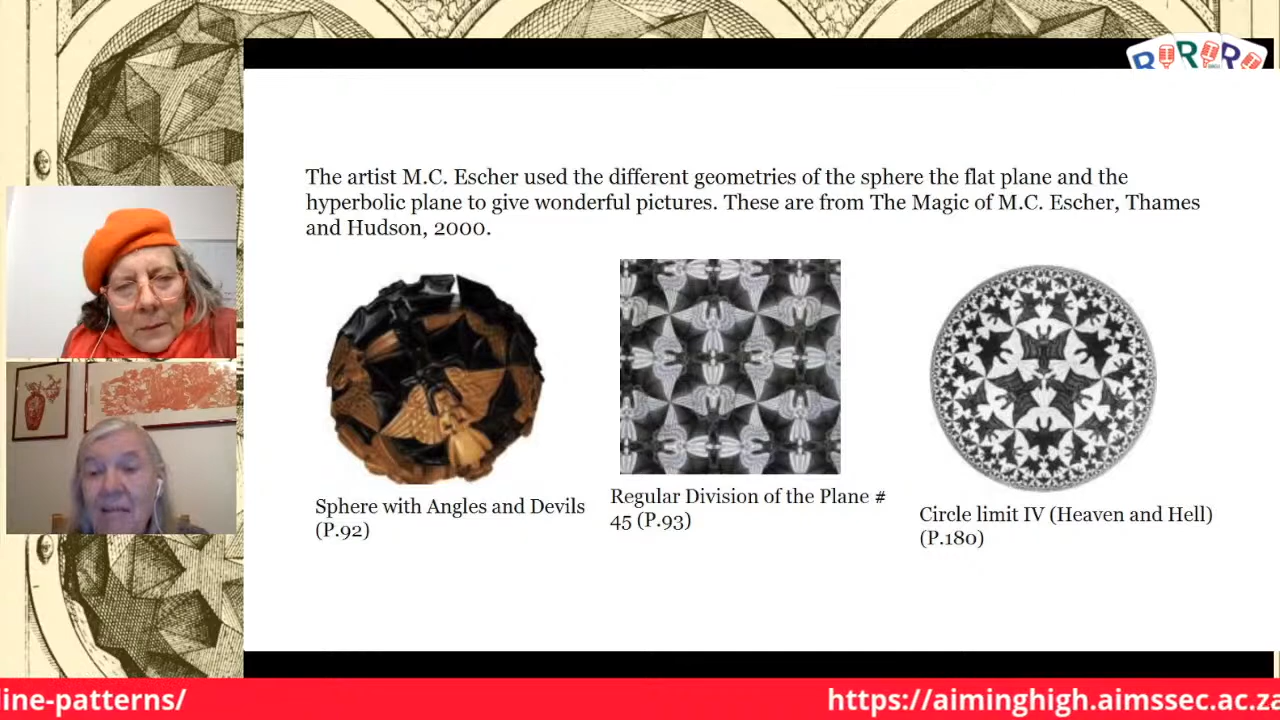 The artist M.C. Escher used the different geometries of the sphere the flat plane and the
hyperbolic plane to give wonderful pictures. These are from The Magic of M.C. Escher, Thames
and Hudson, 2000.
Sphere with Angles and Devils
(P.92)
Regular Division of the Plane #
45 (P.93)
Circle limit IV (Heaven and Hell)
(P.180)
line-patterns/
https://aiminghigh.aimssec.ac.za